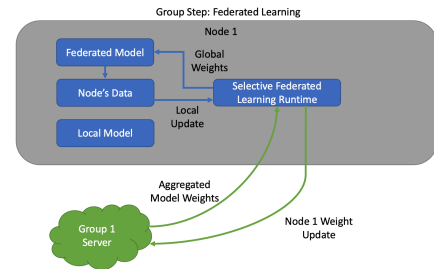 Group Step: Federated Learning
Node 1
Federated Model
Global
Weights
Node's Data
Selective Federated
Learning Runtime
Local
Update
Local Model
Aggregated
Model Weights
Node 1 Weight
Update
Group 1
Server